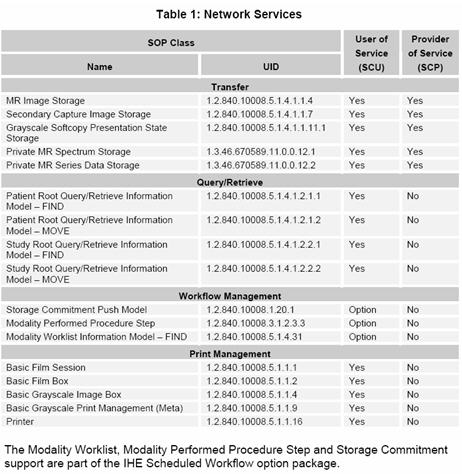 Table 1: Network Services
SOP Class User of Service (SCU) Provider of Service (SCP)
Name UID
Transfer
MR Image Storage 1.2.840.10008.5.1.4.1.1.4 Yes Yes
Secondary Capture Image Storage 1.2.840.10008.5.1.4.1.1.7 Yes Yes
Grayscale Softcopy Presentation State 1.2.840.10008.5.1.4.1.1.11.1 Yes Yes
Storage
Private MR Spectrum Storage 1.3.46.670589.11.0.0.12.1 Yes Yes
Private MR Series Data Storage 1.3.46.670589.11.0.0.12.2 Yes Yes
Query/Retrieve
Patient Root Query/Retrieve Information 1.2.840.10008.5.1.4.1.2.1.1 Yes No
Model – FIND
Patient Root Query/Retrieve Information 1.2.840.10008.5.1.4.1.2.1.2 Yes No
Model – MOVE
Study Root Query/Retrieve Information 1.2.840.10008.5.1.4.1.2.2.1 Yes No
Model – FIND
Study Root Query/Retrieve Information 1.2.840.10008.5.1.4.1.2.2.2 Yes No
Model – MOVE
Workflow Management
Storage Commitment Push Model 1.2.840.10008.1.20.1 Option No
Modality Performed Procedure Step 1.2.840.10008.3.1.2.3.3 Option No
Modality Worklist Information Model – FIND 1.2.840.10008.5.1.4.31 Option No
Print Management
Basic Film Session 1.2.840.10008.5.1.1.1 Yes No
Basic Film Box 1.2.840.10008.5.1.1.2 Yes No
Basic Grayscale Image Box 1.2.840.10008.5.1.1.4 Yes No
Basic Grayscale Print Management (Meta) 1.2.840.10008.5.1.1.9 Yes No
Printer 1.2.840.10008.5.1.1.16 Yes No
The Modality Worklist, Modality Performed Procedure Step and Storage Commitment
support are part of the IHE Scheduled Workflow option package.